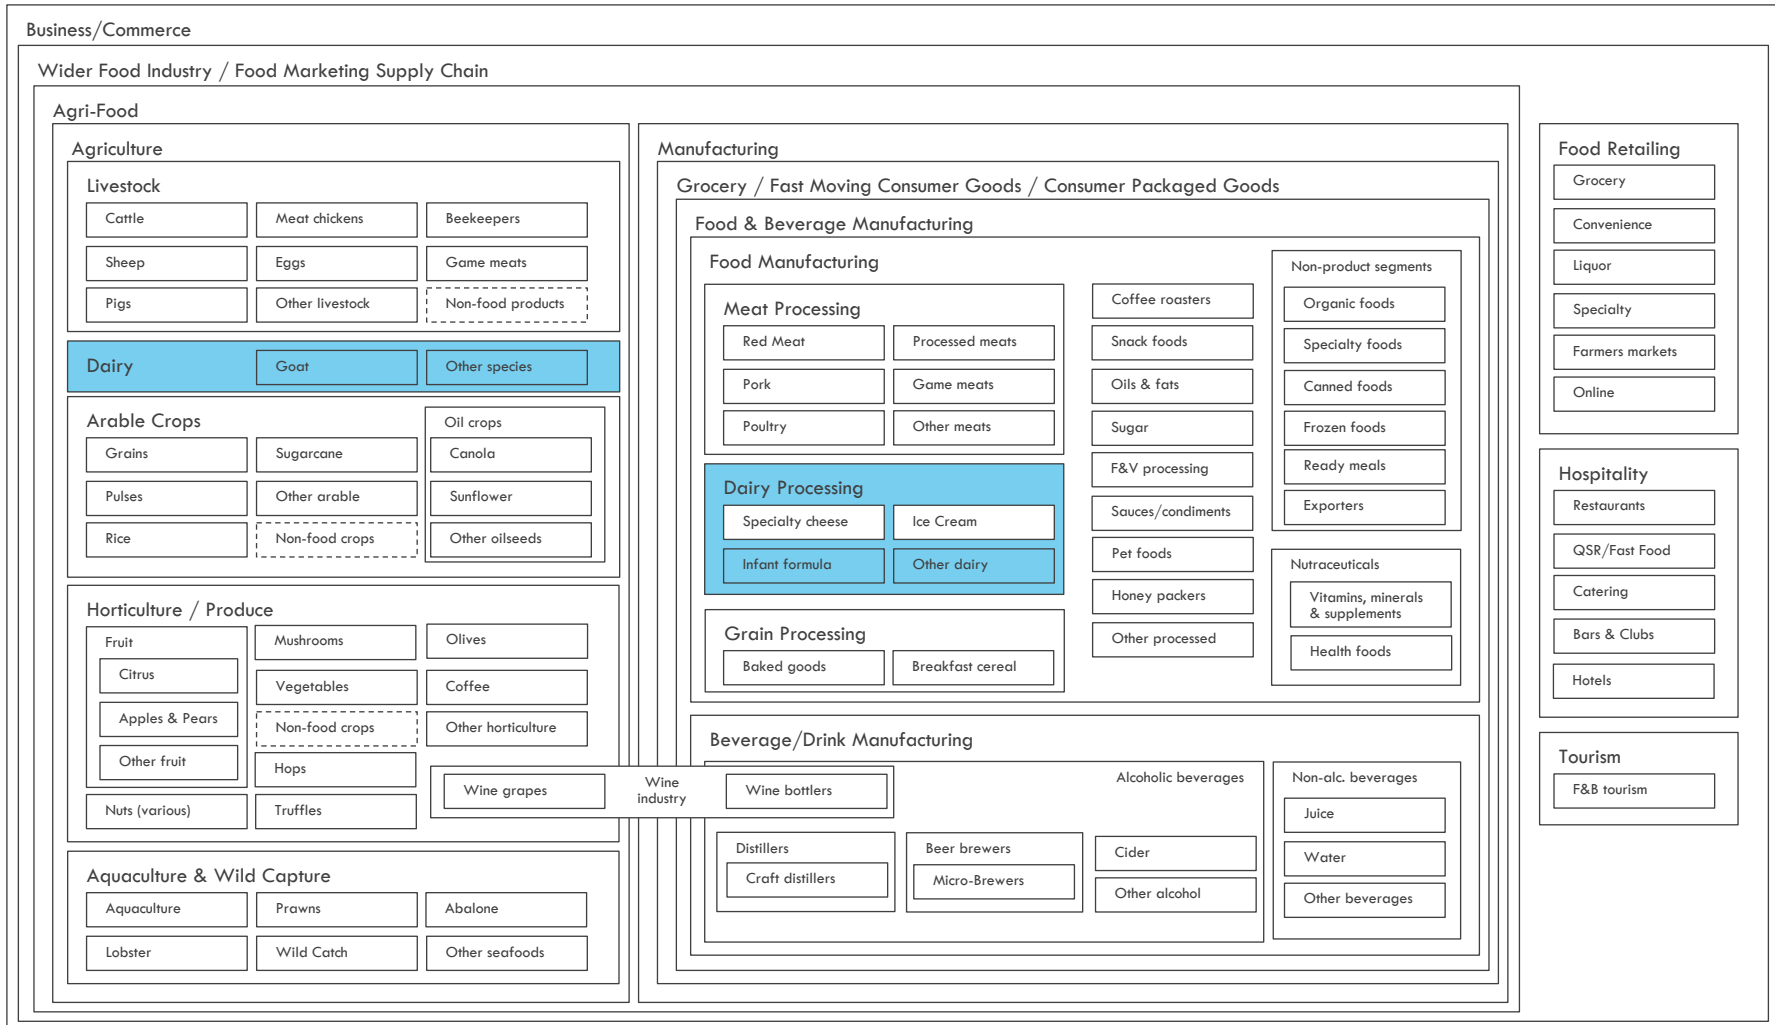 Business/Commerce
Wider Food Industry / Food Marketing Supply Chain
Agri-Food
Agriculture
Livestock
Cattle
Meat chickens
Beekeepers
Sheep
Eggs
Game meats
Pigs
Other livestock
Non-food products
Dairy
Goat
Other species
Arable Crops
Grains
Sugarcane
Pulses
Other arable
Rice
Non-food crops
Oil crops
Canola
Sunflower
Other oilseeds
Horticulture / Produce
Fruit
Citrus
Apples & Pears
Other fruit
Nuts (various)
Mushrooms
Vegetables
Non-food crops
Hops
Truffles
Olives
Coffee
Other horticulture
Wine grapes
Wine
industry
Wine bottlers
Aquaculture & Wild Capture
Aquaculture
Prawns
Abalone
Lobster
Wild Catch
Other seafoods
Manufacturing
Grocery / Fast Moving Consumer Goods / Consumer Packaged Goods
Food & Beverage Manufacturing
Food Manufacturing
Meat Processing
Red Meat
Processed meats
Pork
Game meats
Poultry
Other meats
Dairy Processing
Specialty cheese
Ice Cream
Infant formula
Other dairy
Grain Processing
Baked goods
Breakfast cereal
Coffee roasters
Snack foods
Oils & fats
Sugar
F&V processing
Sauces/condiments
Pet foods
Honey packers
Other processed
Non-product segments
Organic foods
Specialty foods
Canned foods
Frozen foods
Ready meals
Exporters
Nutraceuticals
Vitamins, minerals
& supplements
Health foods
Beverage/Drink Manufacturing
Alcoholic beverages
Distillers
Craft distillers
Beer brewers
Micro-Brewers
Cider
Other alcohol
Non-alc. beverages
Juice
Water
Other beverages
Food Retailing
Grocery
Convenience
Liquor
Specialty
Farmers markets
Online
Hospitality
Restaurants
QSR/Fast Food
Catering
Bars & Clubs
Hotels
Tourism
F&B tourism